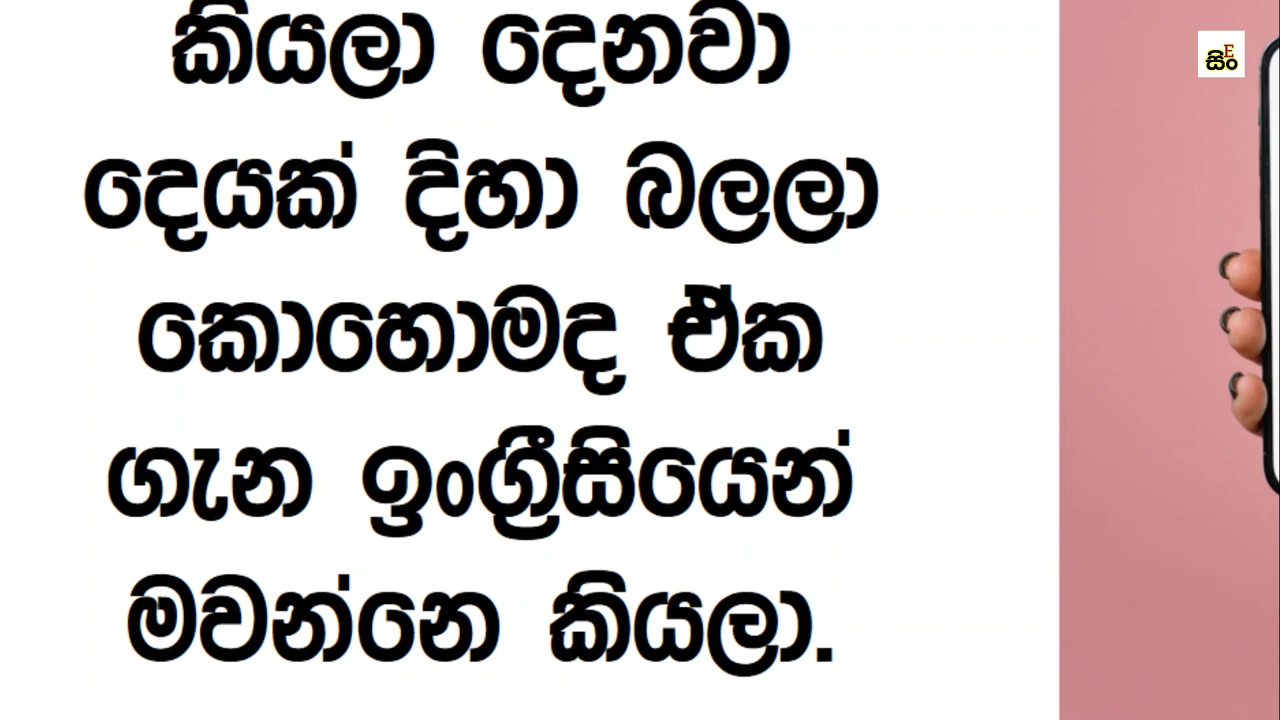 කියලා දෙනවා
දෙයක් දිහා බලලා
කොහොමද ඒක
ගැන ඉංග්‍රීසියෙන්
මවන්නෙ කියලා.
E
සිං